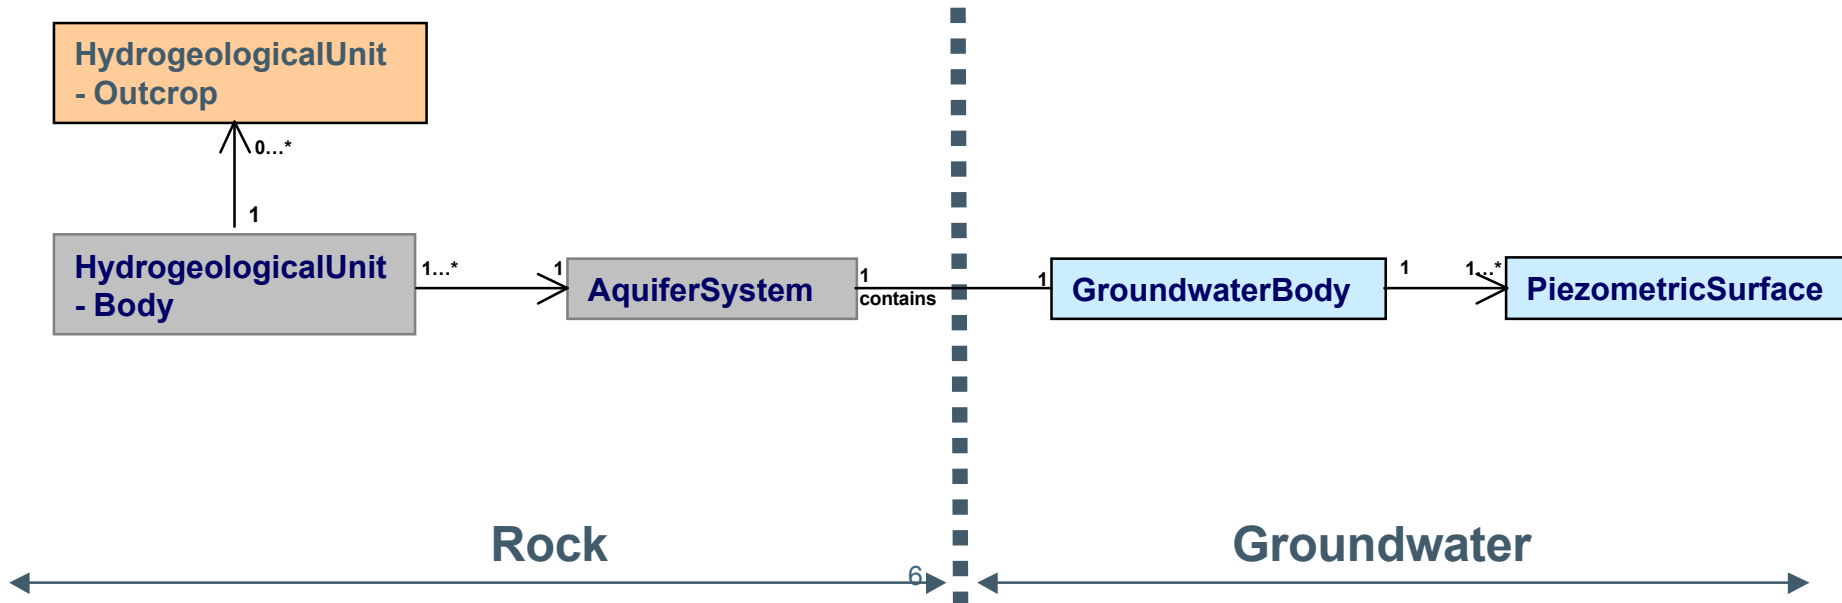 HydrogeologicalUnit
- Outcrop
0...*
1
HydrogeologicalUnit
- Body
1...*
1
AquiferSystem
1
contains
1
GroundwaterBody
1
1...*
PiezometricSurface
Rock
Groundwater
6